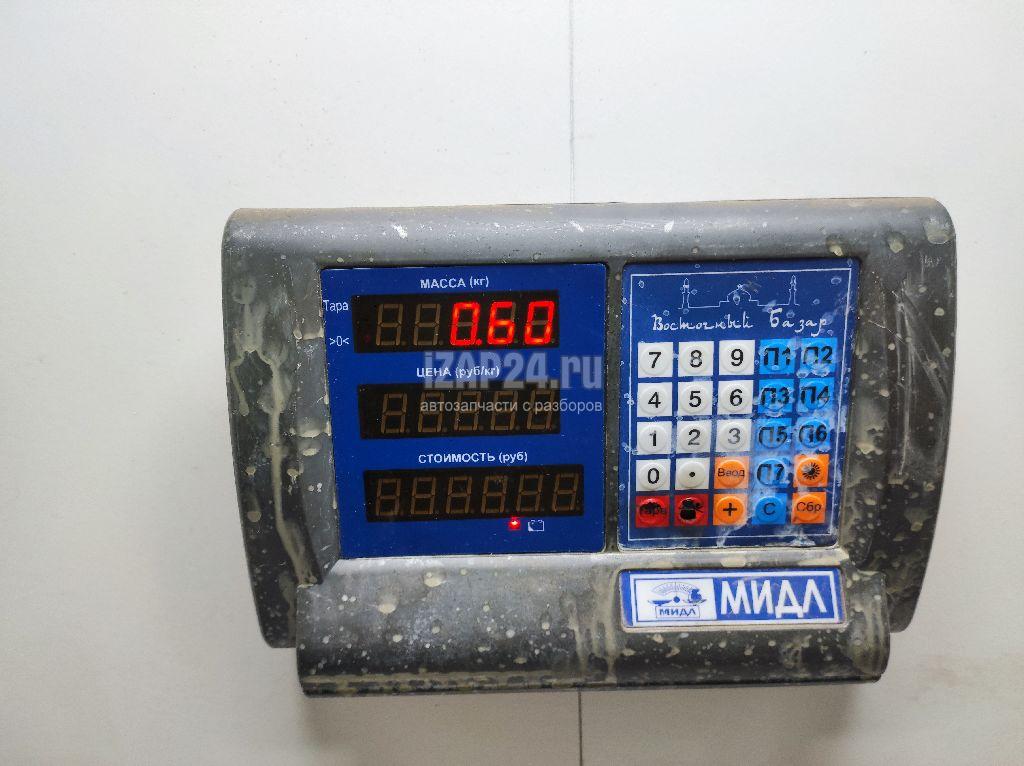 МАССА (кг)
Тара
0.60
>0<
iZAP24.ru
ЦЕНА (руб/кг)
автозапчасти с разборов
СТОИМОСТЬ (руб)
Восточный Базар
7 8 9 П1 П2
4 5 6 П3 П4
1 2 3 П5 П6
0 . Ввод П7
Тара + С Сбр
МИДЛ
МИДЛ